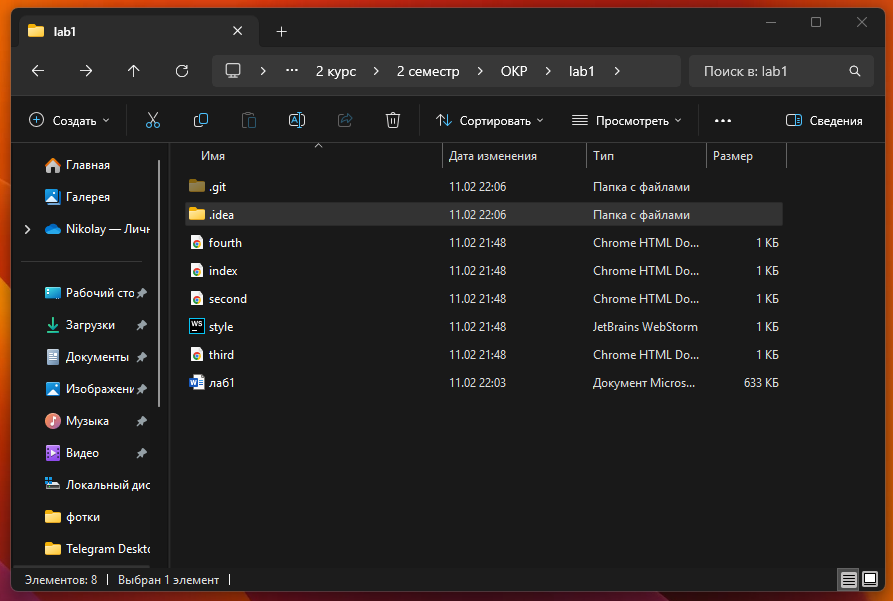 lab1
2 курс 2 семестр ОКР lab1 Поиск в: lab1
Создать Сортировать Просмотреть Сведения
Имя Дата изменения Тип Размер
Главная
Галерея
Nikolay — Личн
Рабочий сто
Загрузки
Документы
Изображени
Музыка
Видео
Локальный дис
фотки
Telegram Deskto
.git 11.02 22:06 Папка с файлами
.idea 11.02 22:06 Папка с файлами
fourth 11.02 21:48 Chrome HTML Do... 1 КБ
index 11.02 21:48 Chrome HTML Do... 1 КБ
second 11.02 21:48 Chrome HTML Do... 1 КБ
WS style 11.02 21:48 JetBrains WebStorm 1 КБ
third 11.02 21:48 Chrome HTML Do... 1 КБ
ла61 11.02 22:03 Документ Micros... 633 КБ
Элементов: 8 Выбран 1 элемент